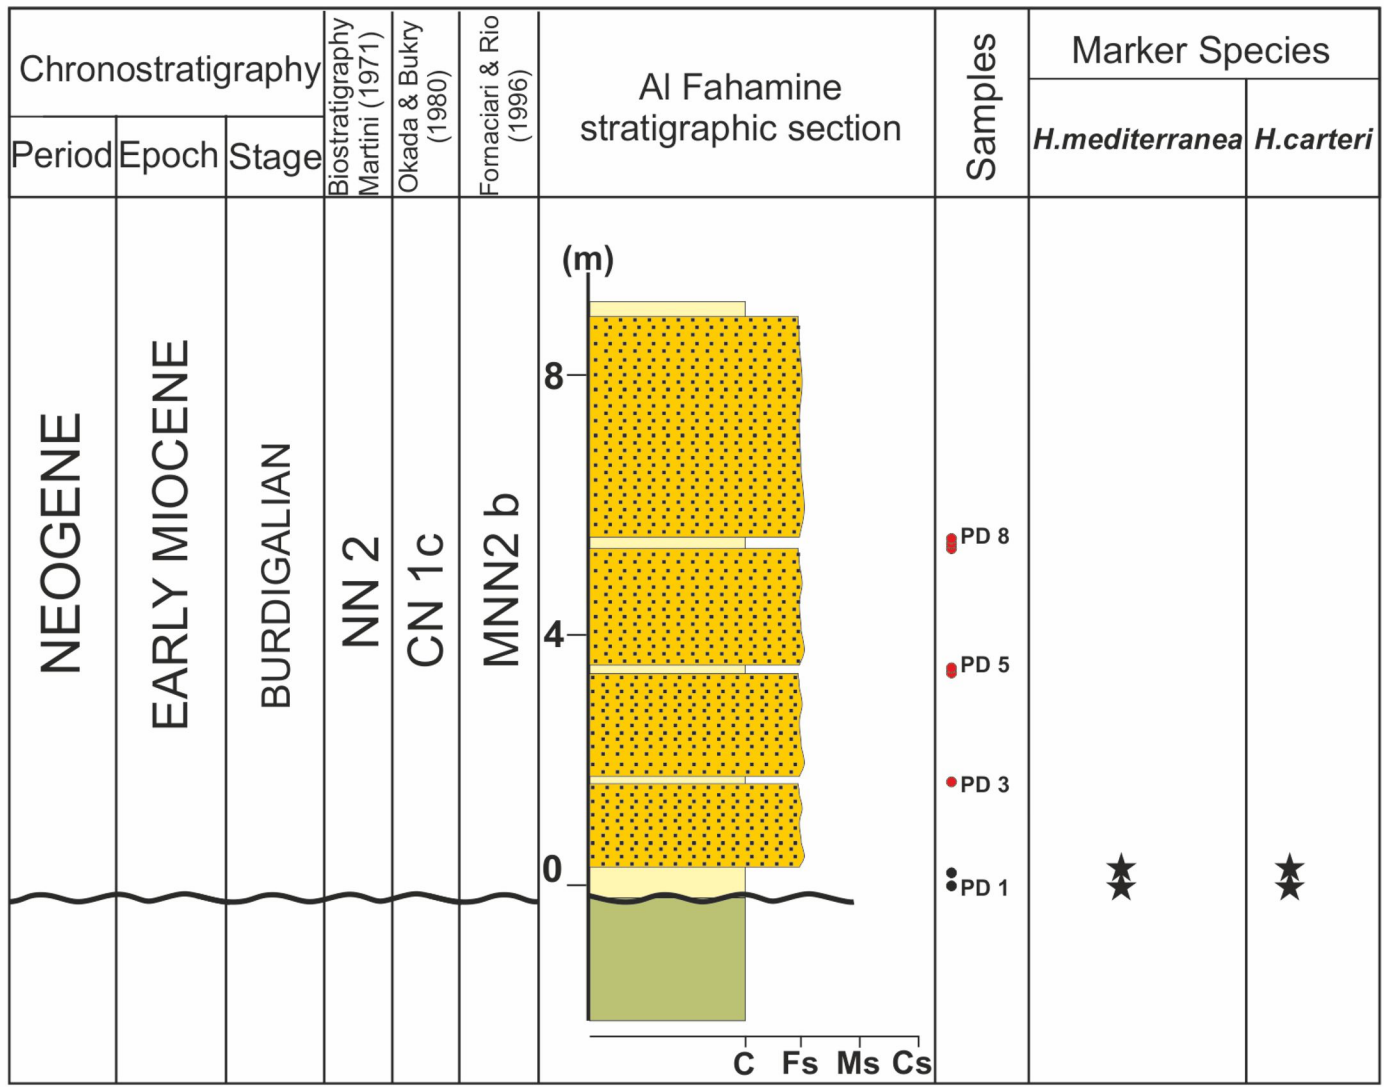 Chronostratigraphy
Period
Epoch
Stage
Biostratigraphy
Martini (1971)
Okada & Bukry
(1980)
Fornaciari & Rio
(1996)
Al Fahamine
stratigraphic section
Samples
Marker Species
H.mediterranea
H.carteri
NEOGENE
EARLY MIOCENE
BURDIGALIAN
NN 2
CN 1c
MNN2 b
(m)
8
4
0
PD 8
PD 5
PD 3
PD 1
C Fs Ms Cs